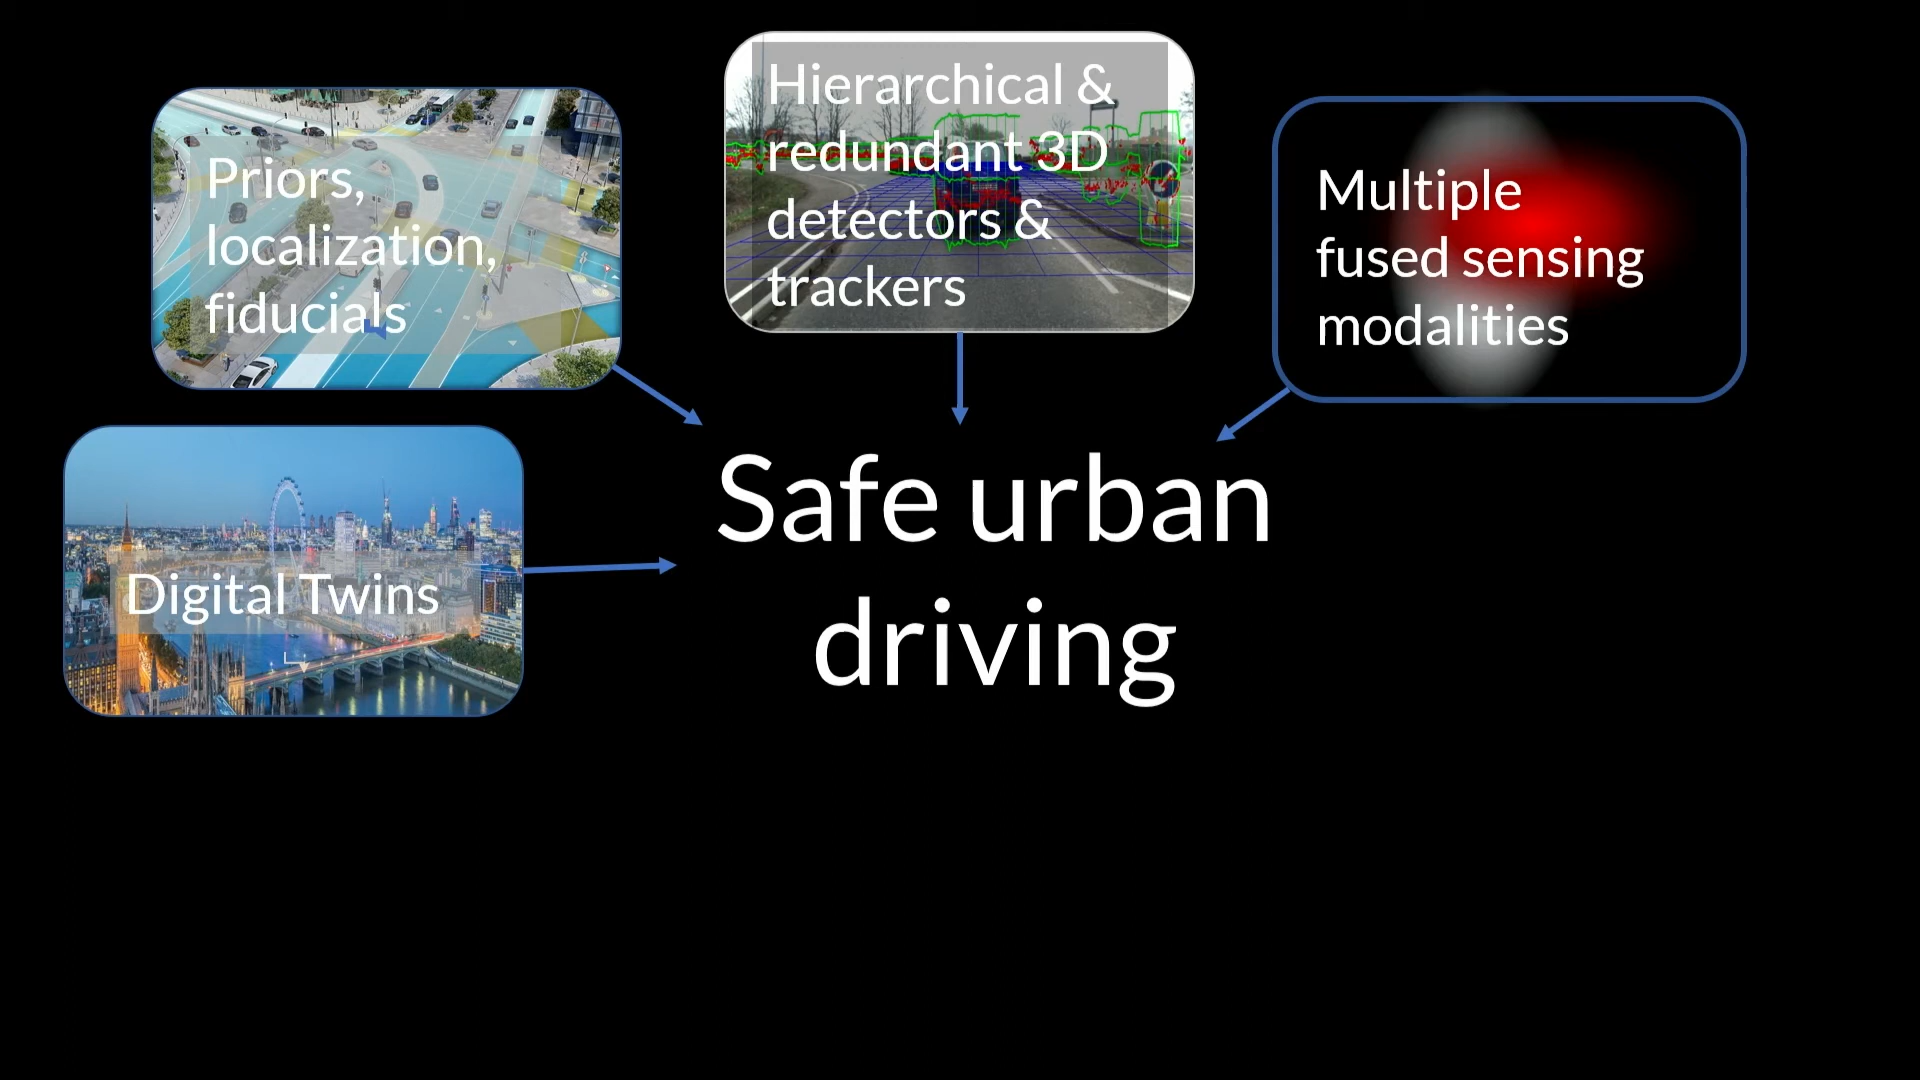 Hierarchical &
redundant 3D
detectors &
trackers
Priors,
localization,
fiducials
Multiple
fused sensing
modalities
Digital Twins
Safe urban
driving